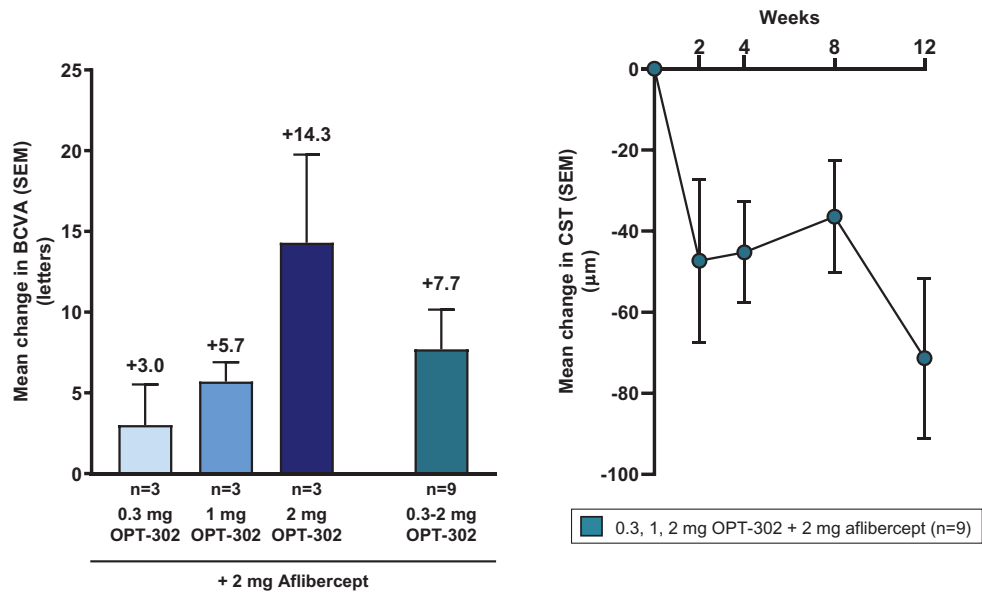 Mean change in BCVA (SEM)
(letters)
25
20
15
10
5
0
+3.0
+5.7
+14.3
+7.7
n=3 n=3 n=3 n=9
0.3 mg 1 mg 2 mg 0.3-2 mg
OPT-302 OPT-302 OPT-302 OPT-302
+ 2 mg Aflibercept
Weeks
2 4 8 12
Mean change in CST (SEM)
(μm)
0
-20
-40
-60
-80
-100
0.3, 1, 2 mg OPT-302 + 2 mg aflibercept (n=9)